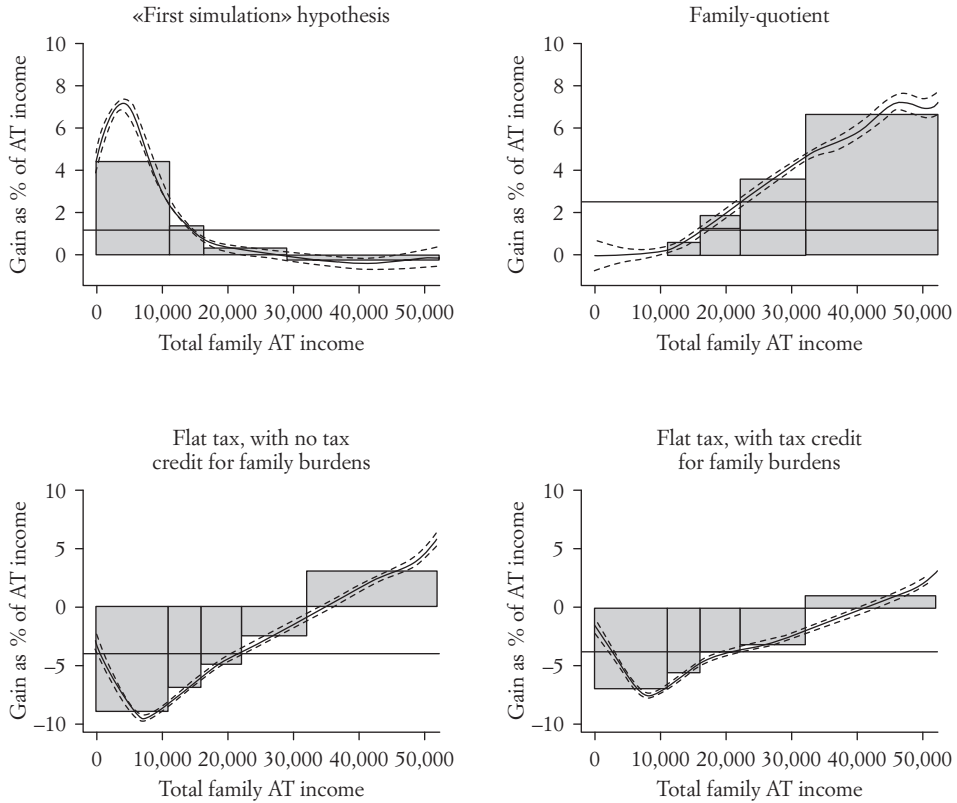 «First simulation» hypothesis
Gain as % of AT income
10
8
6
4
2
0
0 10,000 20,000 30,000 40,000 50,000
Total family AT income
Family-quotient
Gain as % of AT income
10
8
6
4
2
0
0 10,000 20,000 30,000 40,000 50,000
Total family AT income
Flat tax, with no tax
credit for family burdens
Gain as % of AT income
10
5
0
–5
–10
0 10,000 20,000 30,000 40,000 50,000
Total family AT income
Flat tax, with tax credit
for family burdens
Gain as % of AT income
10
5
0
–5
–10
0 10,000 20,000 30,000 40,000 50,000
Total family AT income